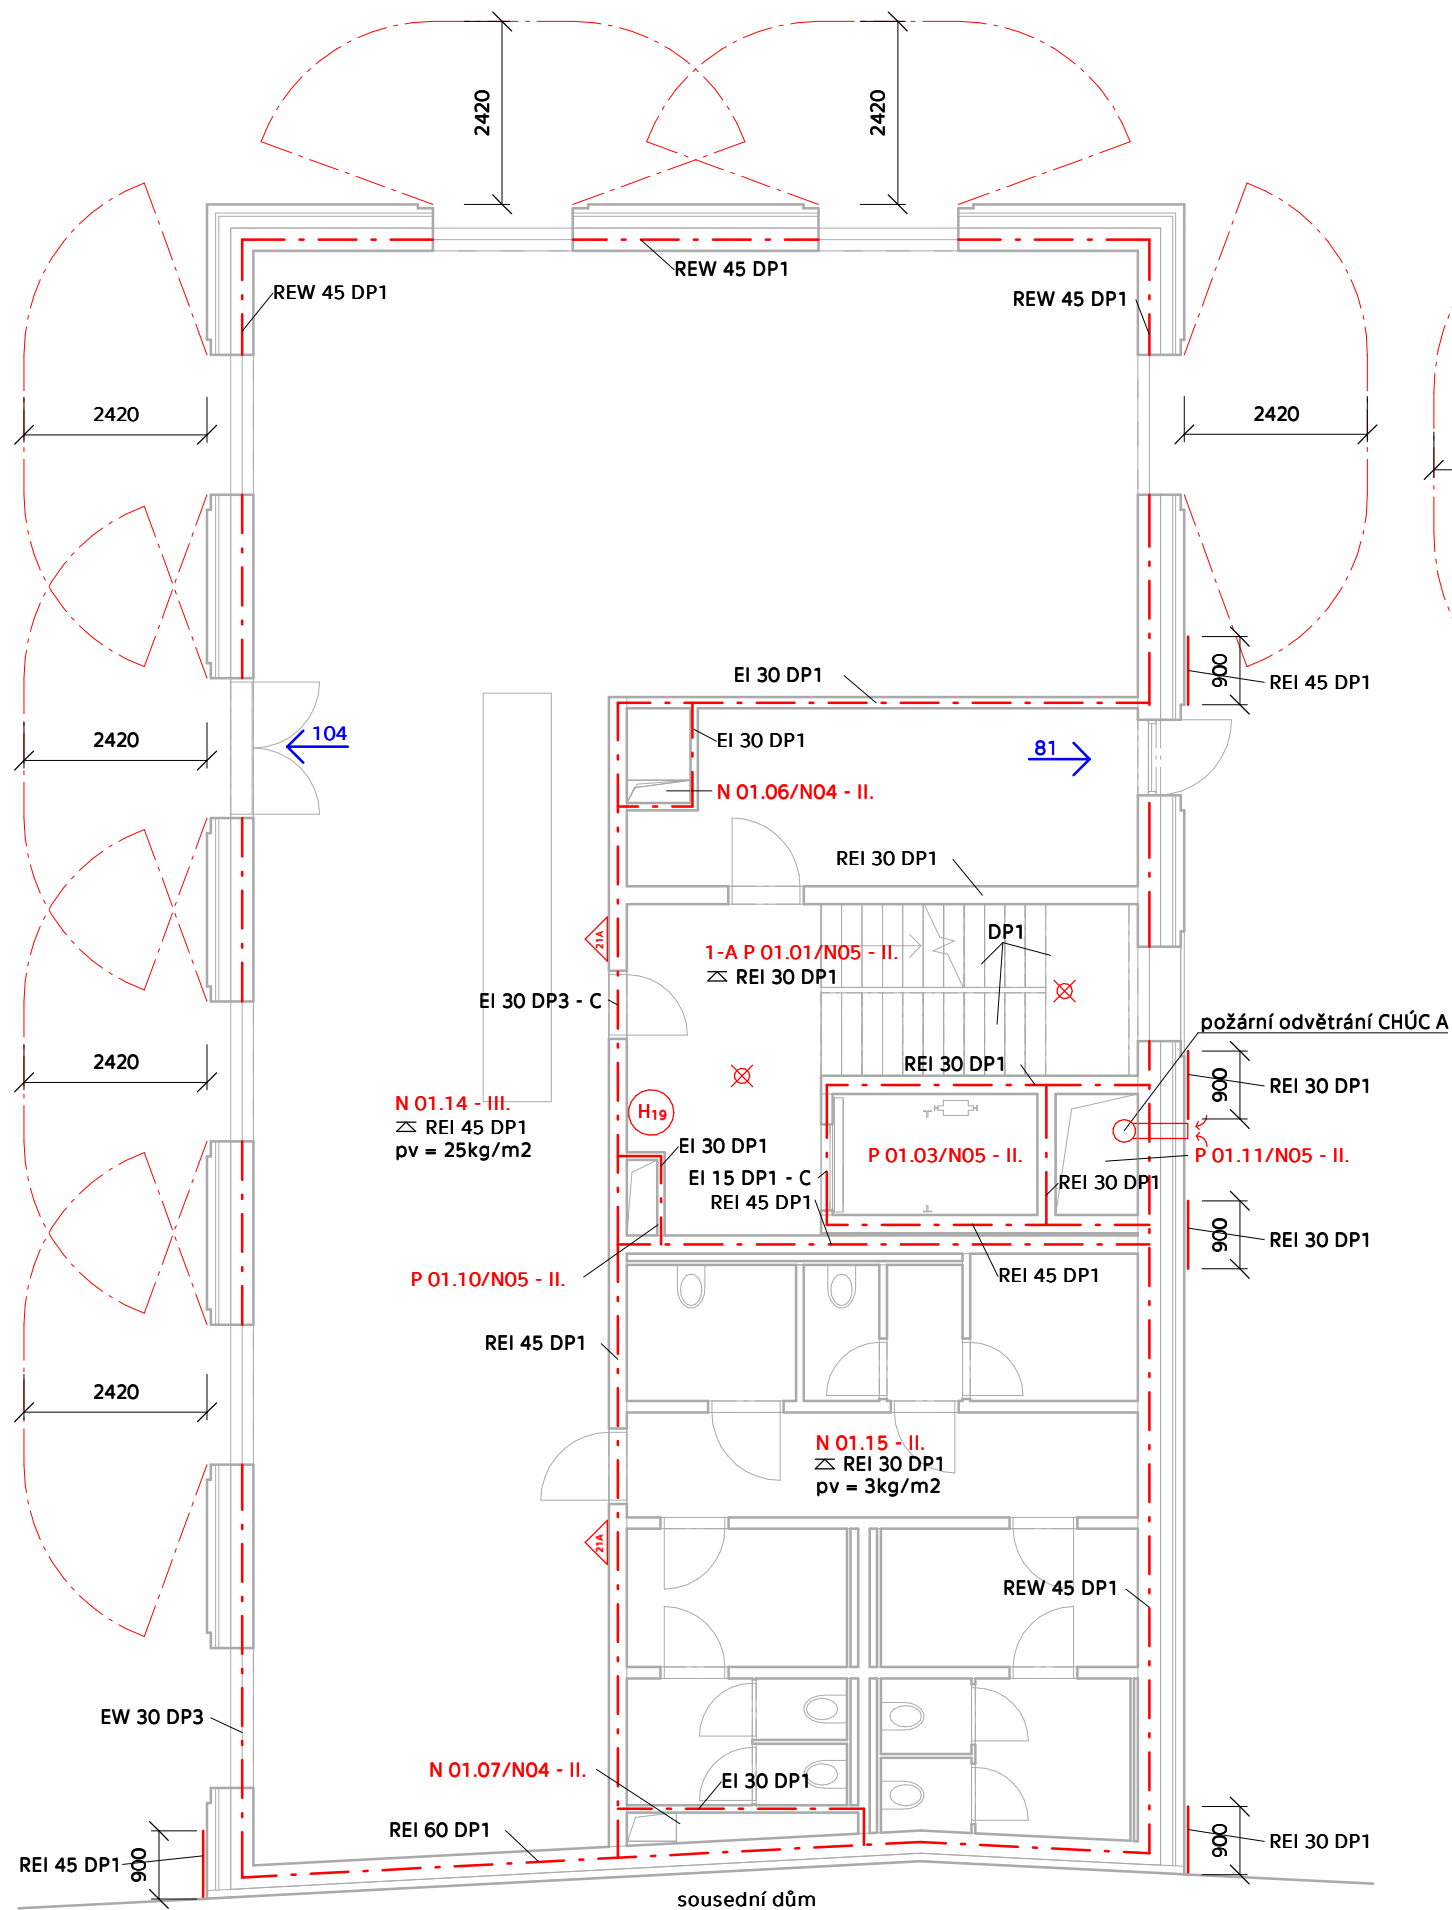 2420
2420
REW 45 DP1
REW 45 DP1
REW 45 DP1
2420
2420
900
REI 45 DP1
EI 30 DP1
104
2420
EI 30 DP1
81
N 01.06/N04 - II.
REI 30 DP1
21A
DP1
1-A P 01.01/N05 - II.
REI 30 DP1
EI 30 DP3 - C
požární odvětrání CHÚC A
2420
REI 30 DP1
900
REI 30 DP1
N 01.14 - III.
REI 45 DP1
pv = 25kg/m2
H19
EI 30 DP1
P 01.03/N05 - II.
P 01.11/N05 - II.
EI 15 DP1 - C
REI 30 DP1
REI 45 DP1
900
REI 30 DP1
P 01.10/N05 - II.
REI 45 DP1
REI 45 DP1
2420
N 01.15 - II.
REI 30 DP1
pv = 3kg/m2
21A
REW 45 DP1
EW 30 DP3
N 01.07/N04 - II.
EI 30 DP1
REI 60 DP1
900
REI 30 DP1
REI 45 DP1
900
sousední dům